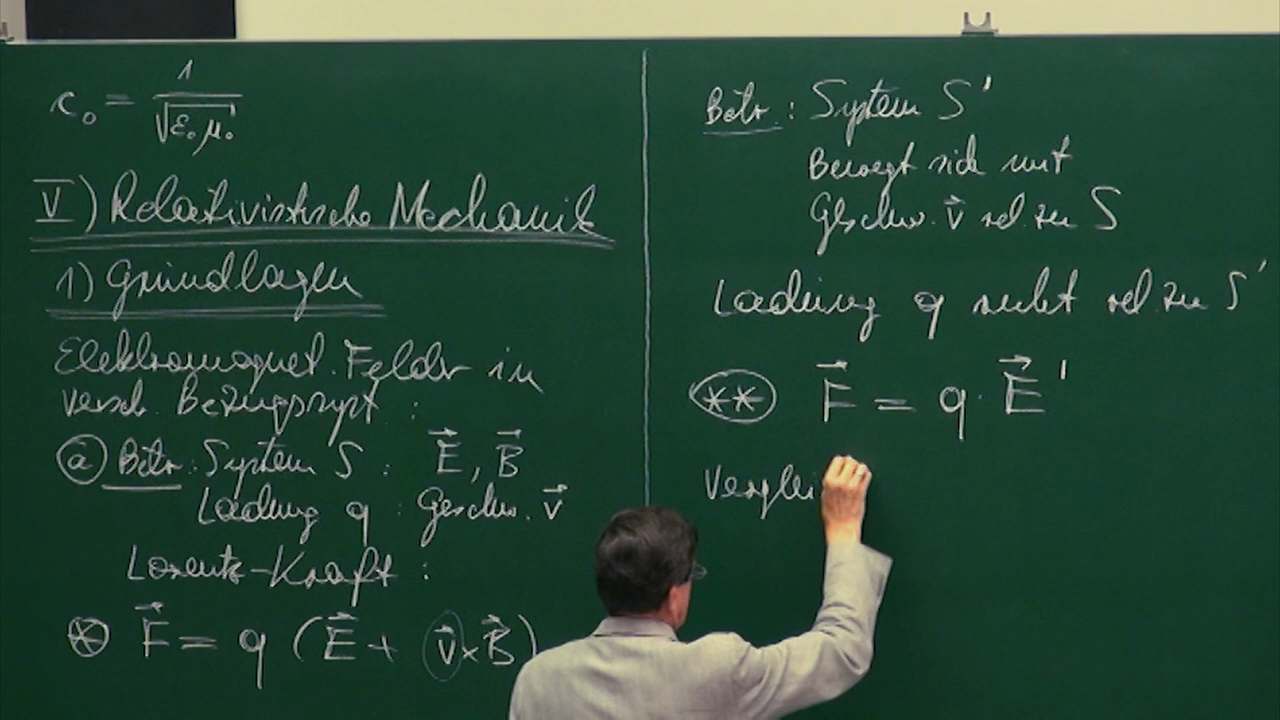 c₀ = 1/√(ε₀μ₀)
V) Relativistische Mechanik
1) Grundlagen
Elektromagnet. Felder in
versch. Bezugssyst. :
ⓐ Betr. : System S : E⃗, B⃗
Ladung q : Geschw. v⃗
Lorentz-Kraft :
⊛ F⃗ = q (E⃗ + v⃗ × B⃗)
Betr. : System S'
Bewegt sich mit
Geschw. v⃗ rel. zu S
Ladung q ruht rel. zu S'
(**) F⃗ = q · E⃗'
Verglei